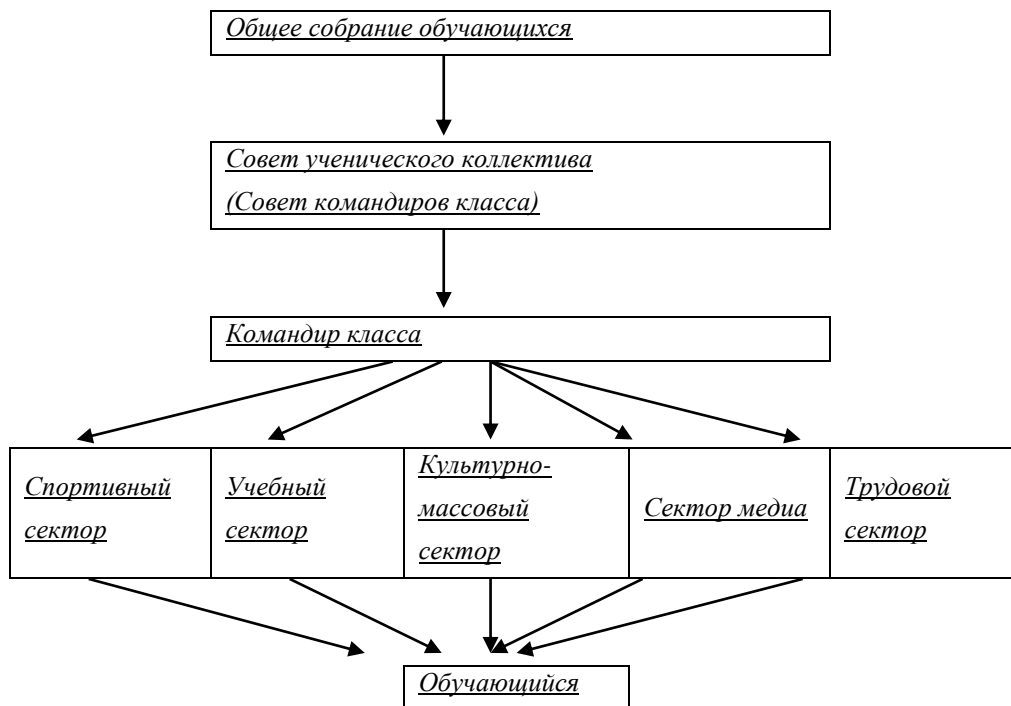 Общее собрание обучающихся
Совет ученического коллектива
(Совет командиров класса)
Командир класса
Спортивный
сектор
Учебный
сектор
Культурно-
массовый
сектор
Сектор медиа
Трудовой
сектор
Обучающийся